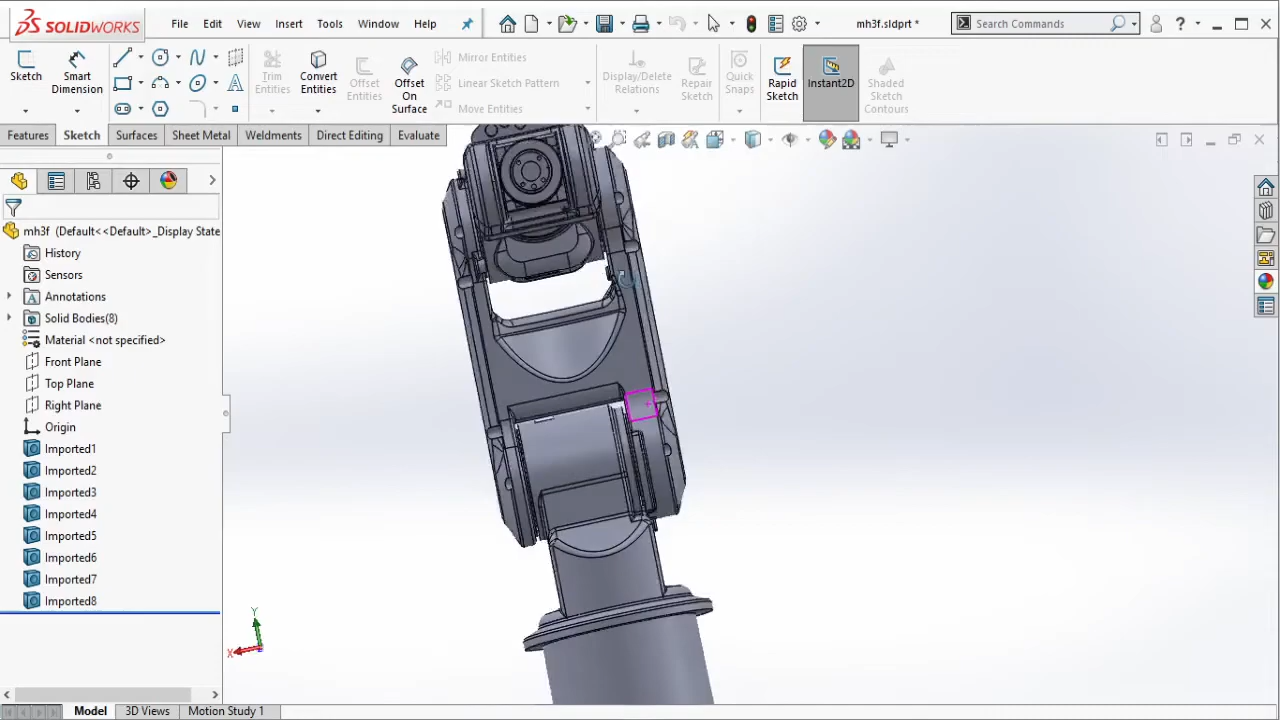 SOLIDWORKS
File Edit View Insert Tools Window Help
mh3f.sldprt *
Search Commands
Sketch
Smart Dimension
Trim Entities
Convert Entities
Offset Entities
Offset On Surface
Mirror Entities
Linear Sketch Pattern
Move Entities
Display/Delete Relations
Repair Sketch
Quick Snaps
Rapid Sketch
Instant2D
Shaded Sketch Contours
Features Sketch Surfaces Sheet Metal Weldments Direct Editing Evaluate
mh3f (Default<<Default>_Display State
History
Sensors
Annotations
Solid Bodies(8)
Material <not specified>
Front Plane
Top Plane
Right Plane
Origin
Imported1
Imported2
Imported3
Imported4
Imported5
Imported6
Imported7
Imported8
Y
X
Model 3D Views Motion Study 1